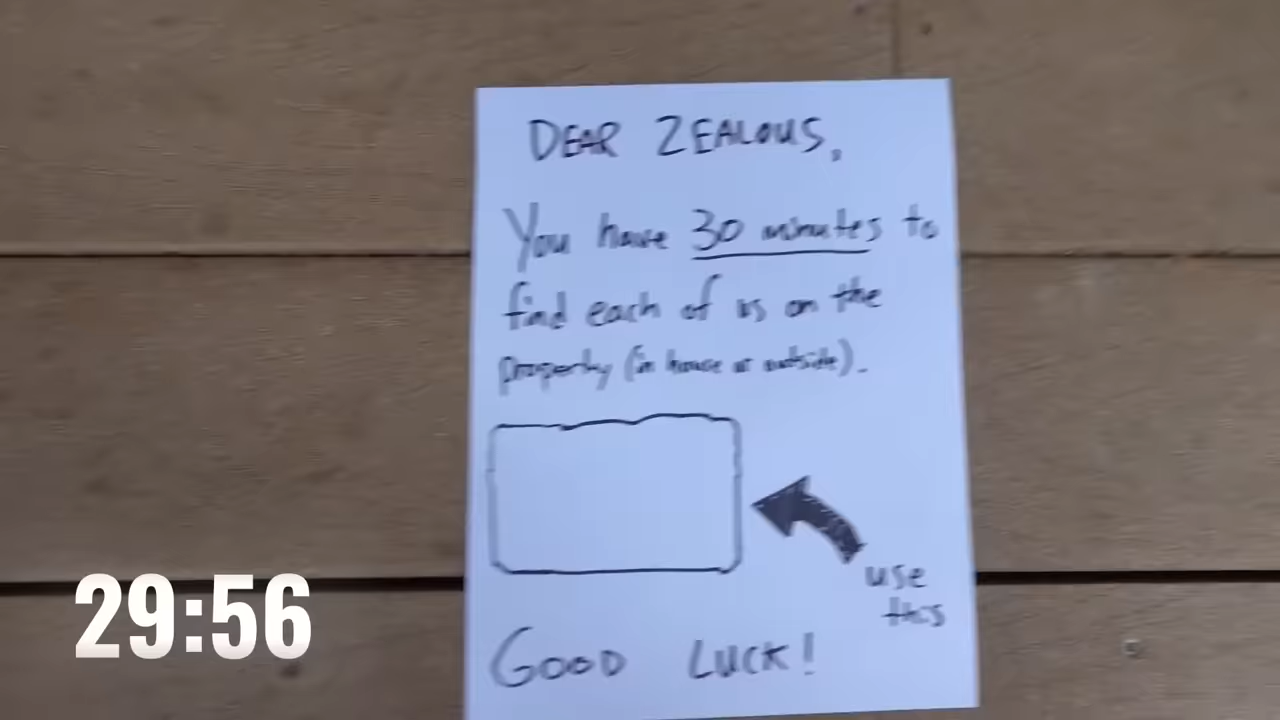 DEAR ZEALOUS,
You have 30 minutes to
find each of us on the
property (in house or outside).
use
this
29:56
GOOD LUCK!